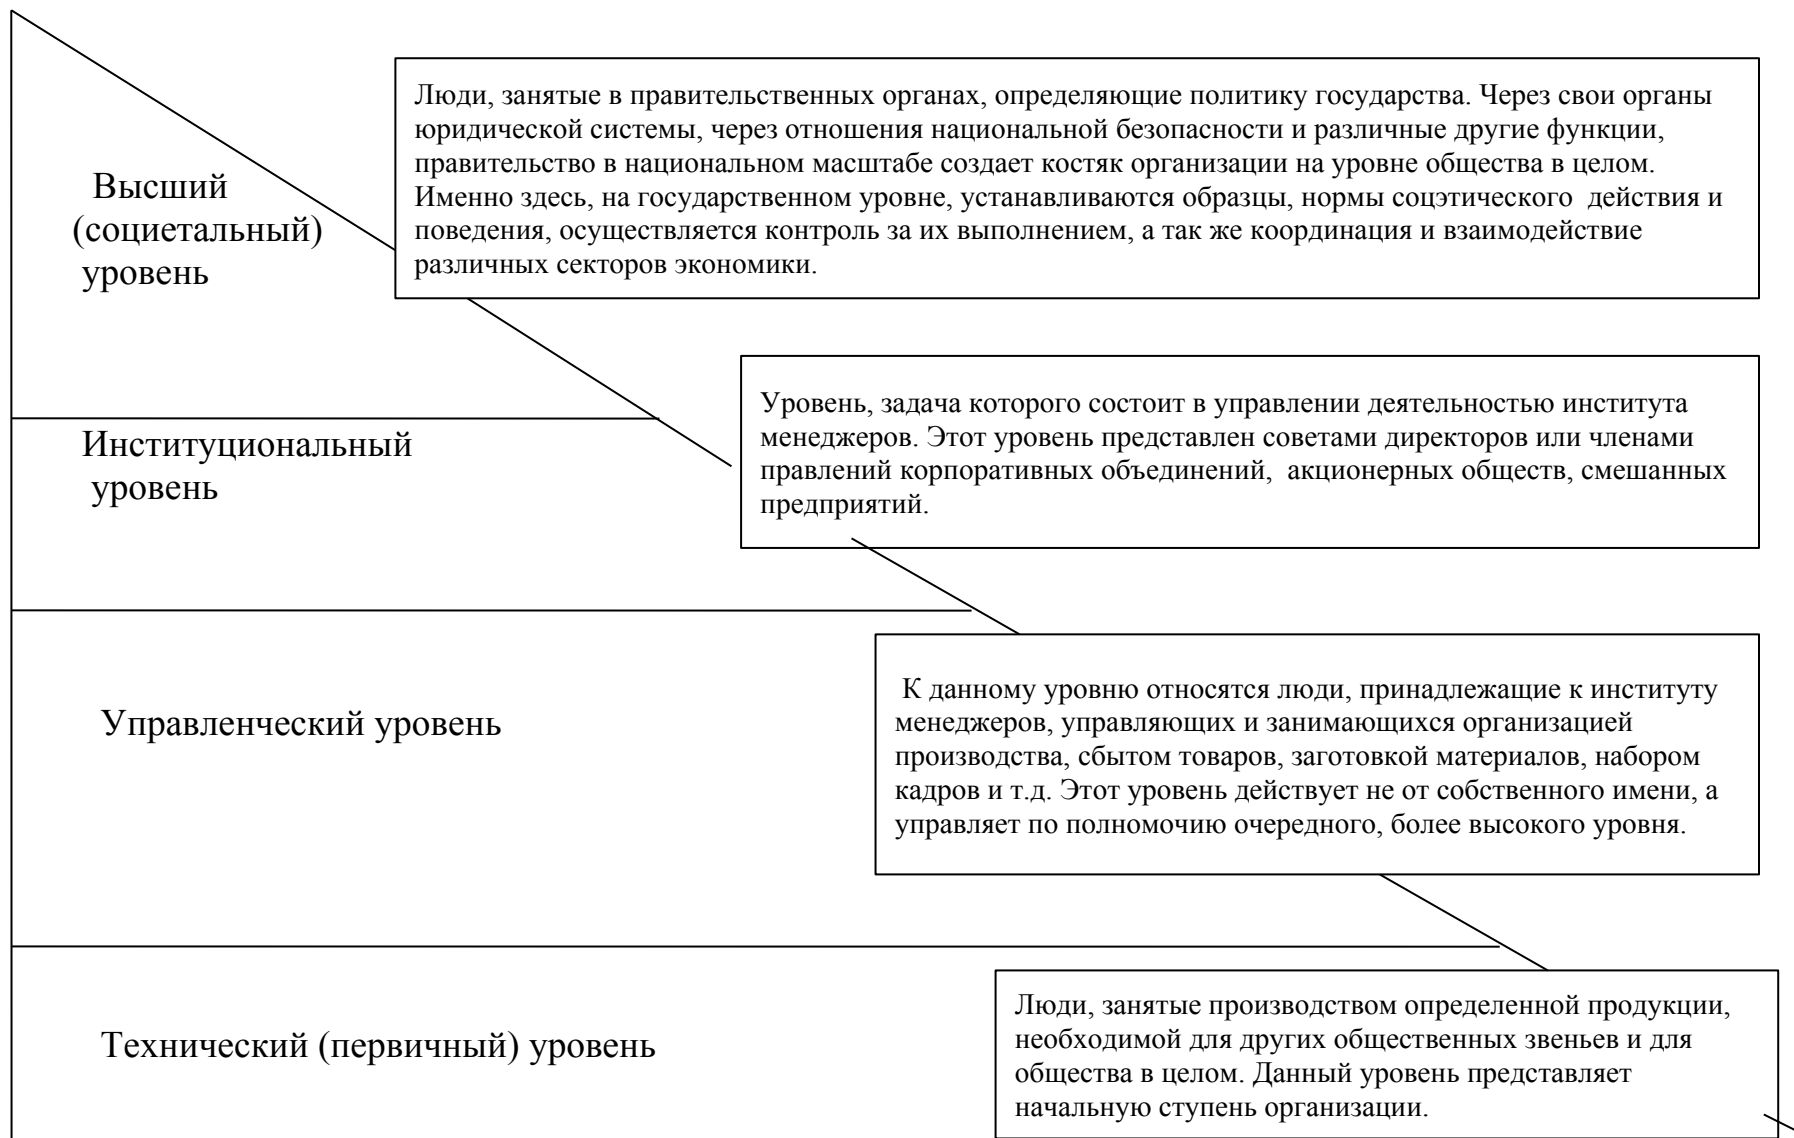 Высший
(социетальный)
уровень
Люди, занятые в правительственных органах, определяющие политику государства. Через свои органы
юридической системы, через отношения национальной безопасности и различные другие функции,
правительство в национальном масштабе создает костяк организации на уровне общества в целом.
Именно здесь, на государственном уровне, устанавливаются образцы, нормы соцэтического действия и
поведения, осуществляется контроль за их выполнением, а так же координация и взаимодействие
различных секторов экономики.
Институциональный
уровень
Уровень, задача которого состоит в управлении деятельностью института
менеджеров. Этот уровень представлен советами директоров или членами
правлений корпоративных объединений, акционерных обществ, смешанных
предприятий.
Управленческий уровень
К данному уровню относятся люди, принадлежащие к институту
менеджеров, управляющих и занимающихся организацией
производства, сбытом товаров, заготовкой материалов, набором
кадров и т.д. Этот уровень действует не от собственного имени, а
управляет по полномочию очередного, более высокого уровня.
Технический (первичный) уровень
Люди, занятые производством определенной продукции,
необходимой для других общественных звеньев и для
общества в целом. Данный уровень представляет
начальную ступень организации.